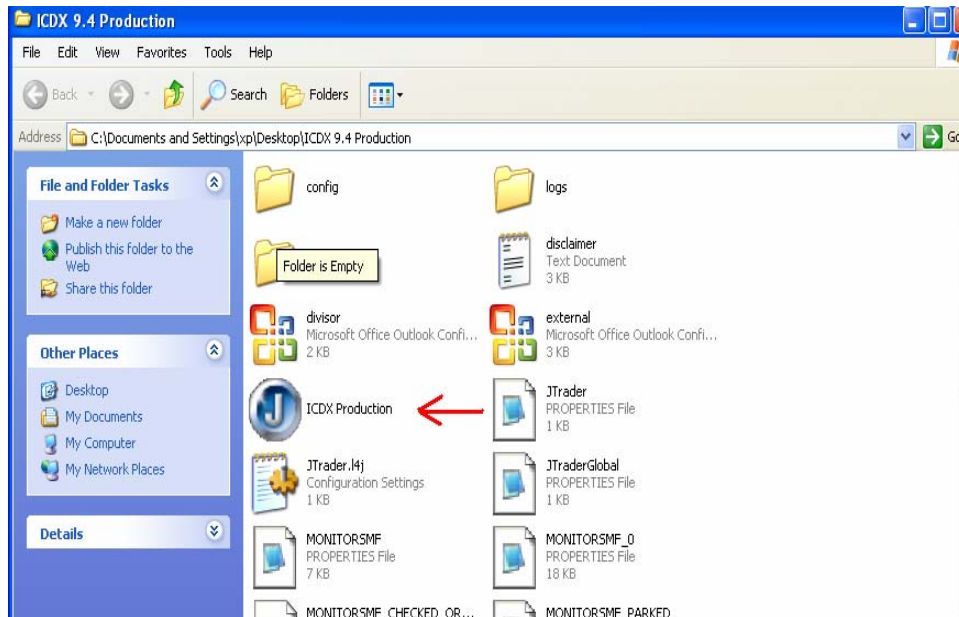 ICDX 9.4 Production
File Edit View Favorites Tools Help
Back Search Folders
Address C:\Documents and Settings\xp\Desktop\ICDX 9.4 Production Go
File and Folder Tasks
Make a new folder
Publish this folder to the
Web
Share this folder
Other Places
Desktop
My Documents
My Computer
My Network Places
Details
config
logs
Folder is Empty
disclaimer
Text Document
3 KB
divisor
Microsoft Office Outlook Confi...
2 KB
external
Microsoft Office Outlook Confi...
3 KB
ICDX Production
JTrader
PROPERTIES File
1 KB
JTrader.l4j
Configuration Settings
1 KB
JTraderGlobal
PROPERTIES File
1 KB
MONITORSMF
PROPERTIES File
7 KB
MONITORSMF_0
PROPERTIES File
18 KB
MONITORSMF_CHECKED_OR...
MONITORSMF_PARKED